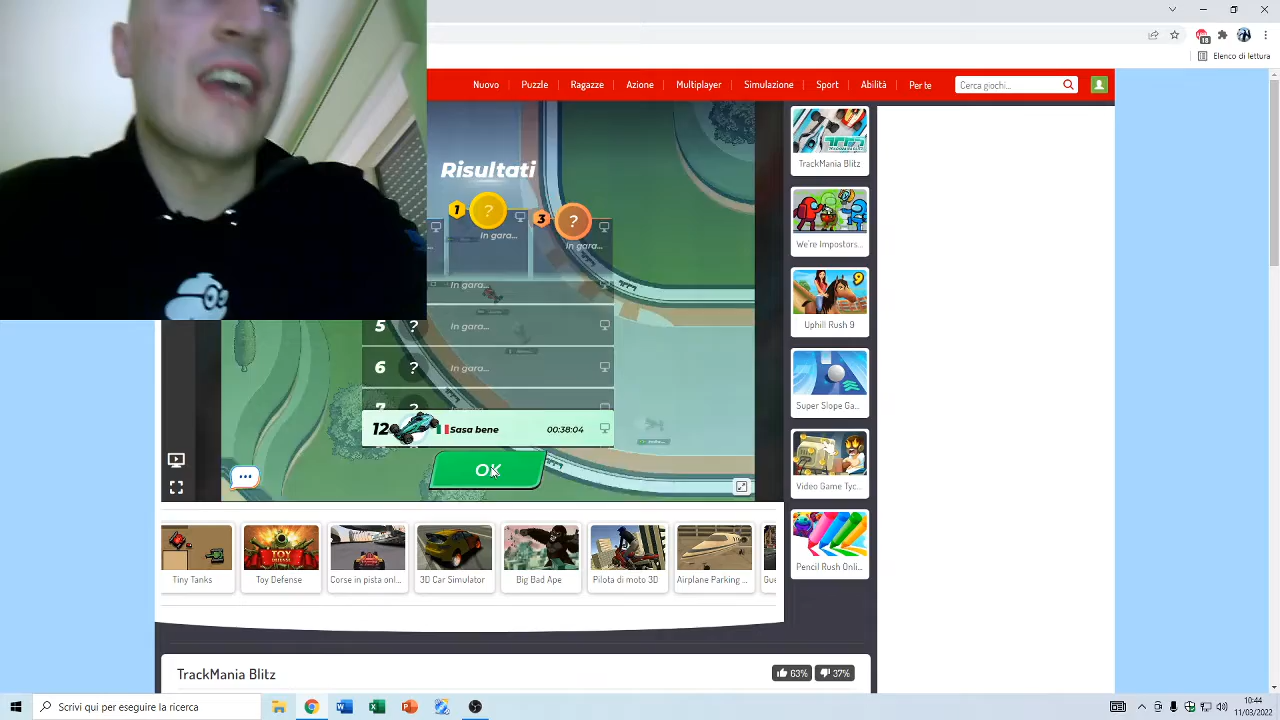 18
Elenco di lettura
Nuovo Puzzle Ragazze Azione Multiplayer Simulazione Sport Abilità Per te Cerca giochi...
Risultati
1 ? 3 ?
In gara...
In gara...
In gara...
5 ? In gara...
6 ? In gara...
7 ?
12 Sasa bene 00:38:04
OK
TrackMania Blitz
We're Impostors...
Uphill Rush 9
Super Slope Ga...
Video Game Tyc...
Pencil Rush Onli...
Tiny Tanks
TOY DEFENSE
Toy Defense
Corse in pista onl...
3D Car Simulator
Big Bad Ape
Pilota di moto 3D
Airplane Parking ...
TrackMania Blitz
63% 37%
Scrivi qui per eseguire la ricerca
10:44
11/03/2022